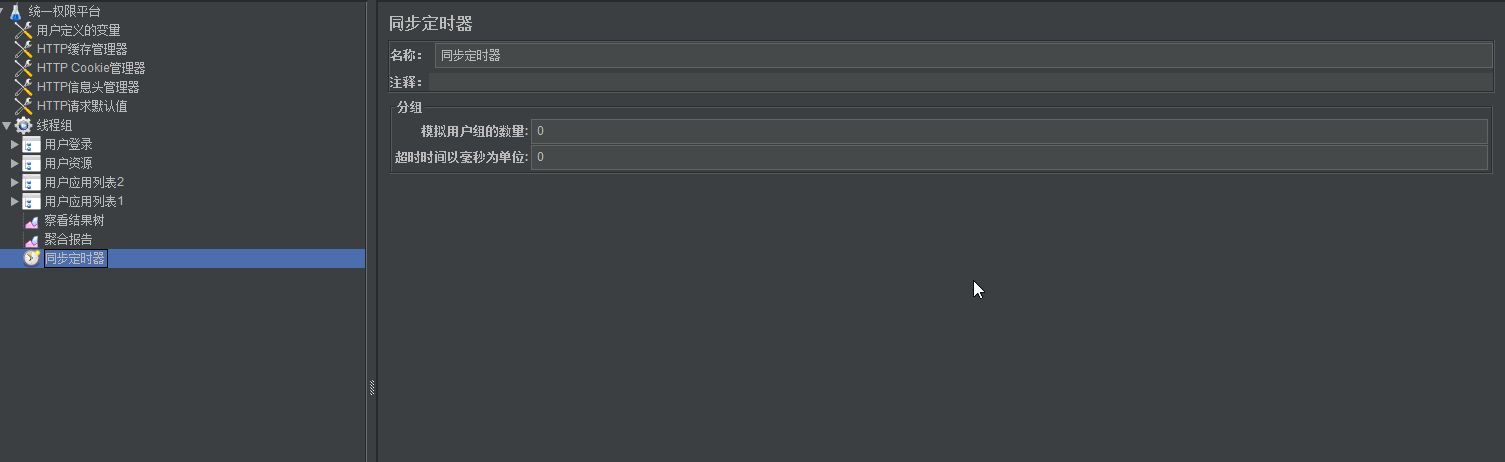 统一权限平台
用户定义的变量
HTTP缓存管理器
HTTP Cookie管理器
HTTP信息头管理器
HTTP请求默认值
线程组
用户登录
用户资源
用户应用列表2
用户应用列表1
察看结果树
聚合报告
同步定时器
同步定时器
名称： 同步定时器
注释：
分组
模拟用户组的数量: 0
超时时间以毫秒为单位: 0